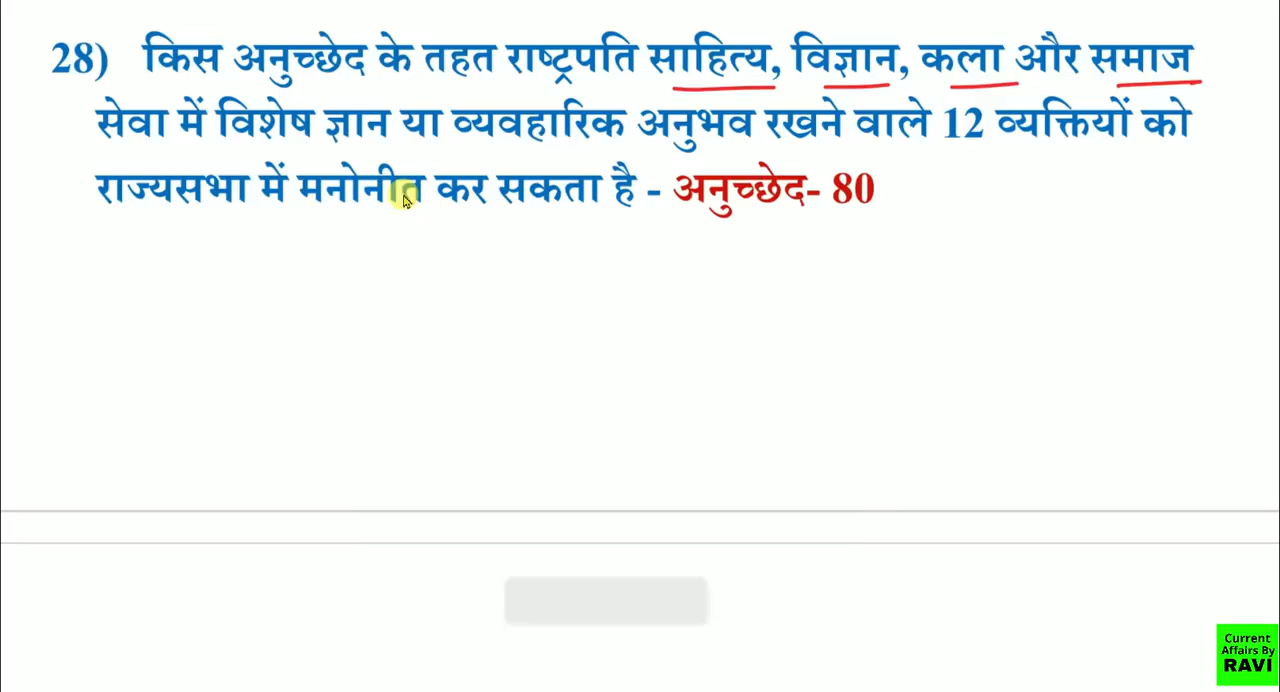 28) किस अनुच्छेद के तहत राष्ट्रपति साहित्य, विज्ञान, कला और समाज
सेवा में विशेष ज्ञान या व्यवहारिक अनुभव रखने वाले 12 व्यक्तियों को
राज्यसभा में मनोनीत कर सकता है - अनुच्छेद- 80
Current
Affairs By
RAVI